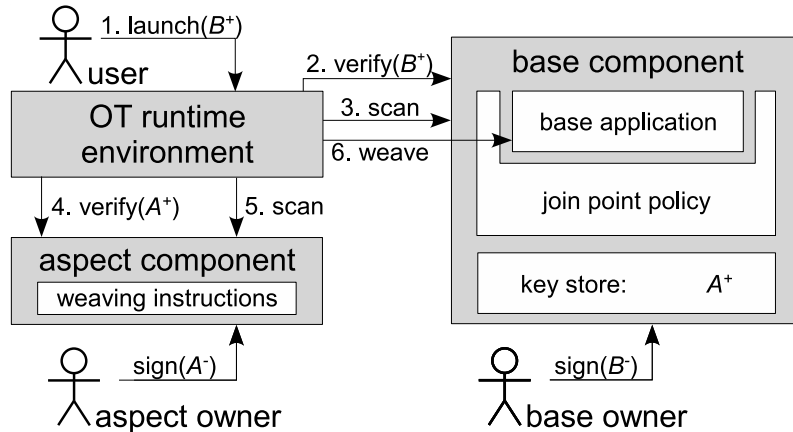 1. launch(B⁺)
user
2. verify(B⁺)
base component
OT runtime
environment
3. scan
base application
6. weave
4. verify(A⁺)
5. scan
join point policy
aspect component
weaving instructions
key store: A⁺
sign(A⁻)
sign(B⁻)
aspect owner
base owner